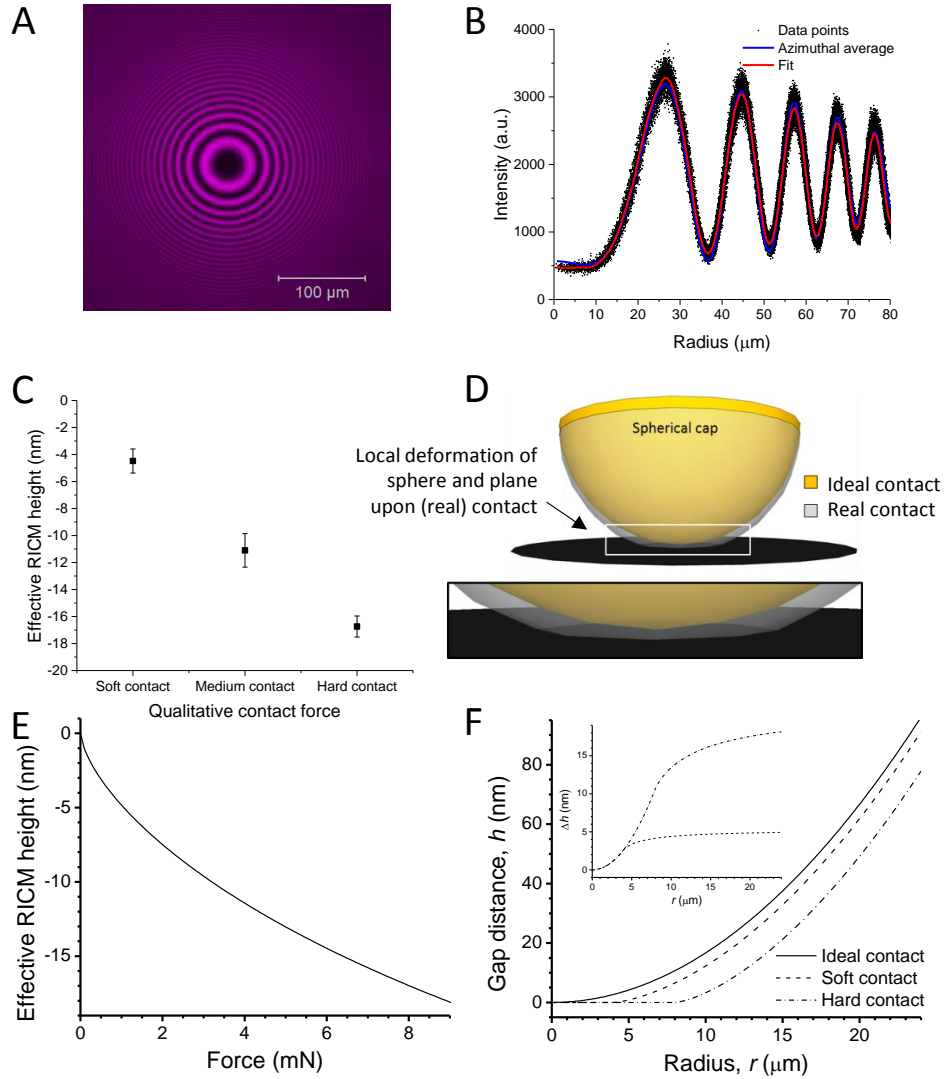 A
100 µm
B
Data points
Azimuthal average
Fit
4000
3000
2000
1000
0
Intensity (a.u.)
0 10 20 30 40 50 60 70 80
Radius (µm)
C
0
-2
-4
-6
-8
-10
-12
-14
-16
-18
-20
Effective RICM height (nm)
Soft contact Medium contact Hard contact
Qualitative contact force
D
Spherical cap
Local deformation of
sphere and plane
upon (real) contact
Ideal contact
Real contact
E
0
-5
-10
-15
Effective RICM height (nm)
0 2 4 6 8
Force (mN)
F
80
60
40
20
0
Gap distance, h (nm)
15
10
5
0
Δh (nm)
0 5 10 15 20
r (µm)
Ideal contact
Soft contact
Hard contact
0 5 10 15 20
Radius, r (µm)